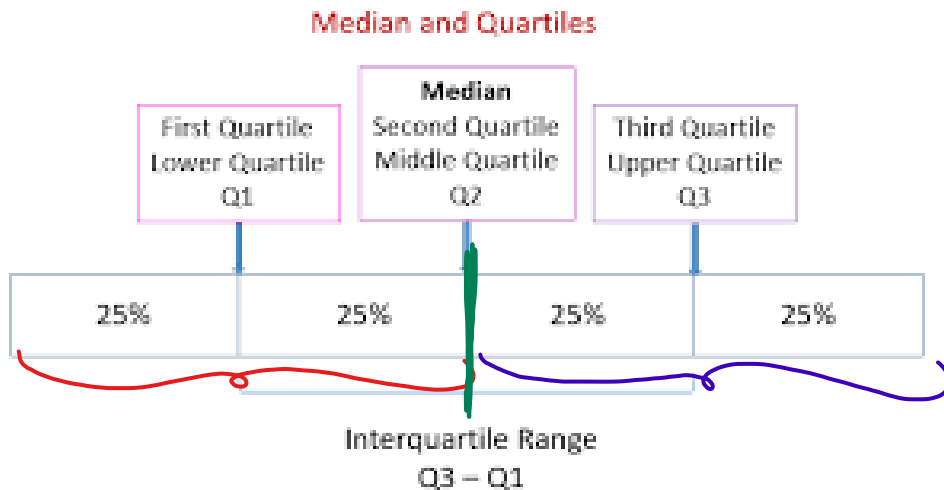 Median and Quartiles
First Quartile
Lower Quartile
Q1
Median
Second Quartile
Middle Quartile
Q2
Third Quartile
Upper Quartile
Q3
25%
25%
25%
25%
Interquartile Range
Q3 – Q1